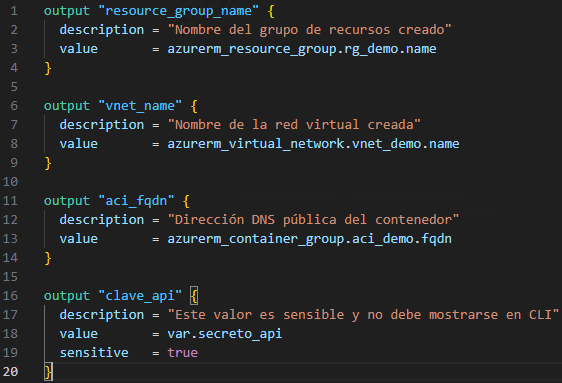 1 output "resource_group_name" {
2 description = "Nombre del grupo de recursos creado"
3 value = azurerm_resource_group.rg_demo.name
4 }
5
6 output "vnet_name" {
7 description = "Nombre de la red virtual creada"
8 value = azurerm_virtual_network.vnet_demo.name
9 }
10
11 output "aci_fqdn" {
12 description = "Dirección DNS pública del contenedor"
13 value = azurerm_container_group.aci_demo.fqdn
14 }
15
16 output "clave_api" {
17 description = "Este valor es sensible y no debe mostrarse en CLI"
18 value = var.secreto_api
19 sensitive = true
20 }